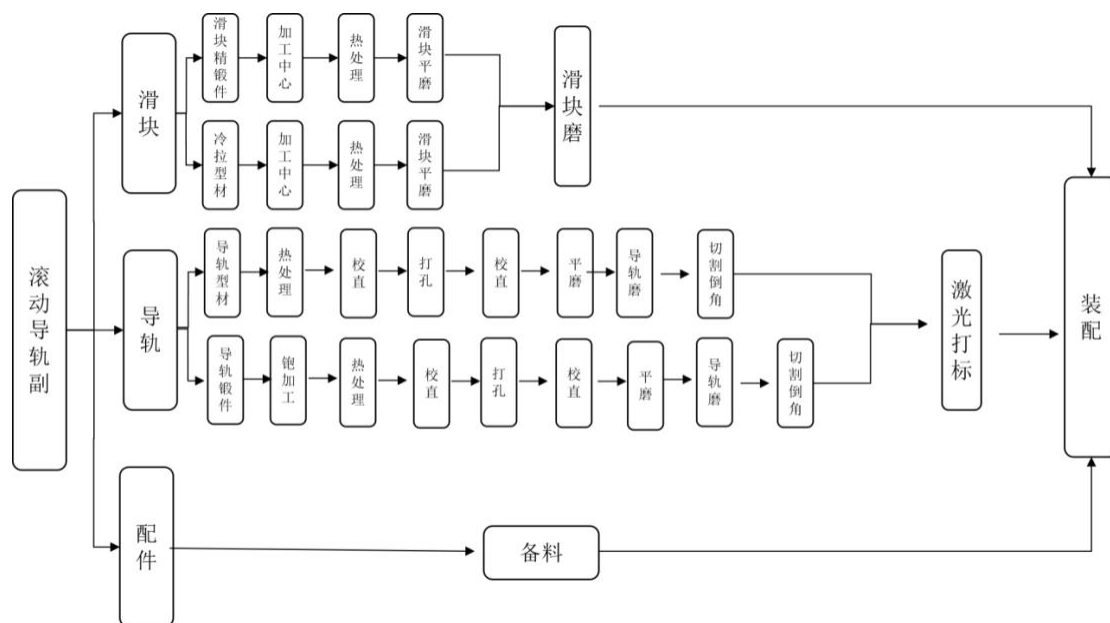 滚动导轨副
滑块
滑块精锻件
加工中心
热处理
滑块平磨
冷拉型材
加工中心
热处理
滑块平磨
滑块磨
导轨
导轨型材
热处理
校直
打孔
校直
平磨
导轨磨
切割倒角
导轨锻件
铇加工
热处理
校直
打孔
校直
平磨
导轨磨
切割倒角
激光打标
配件
备料
装配